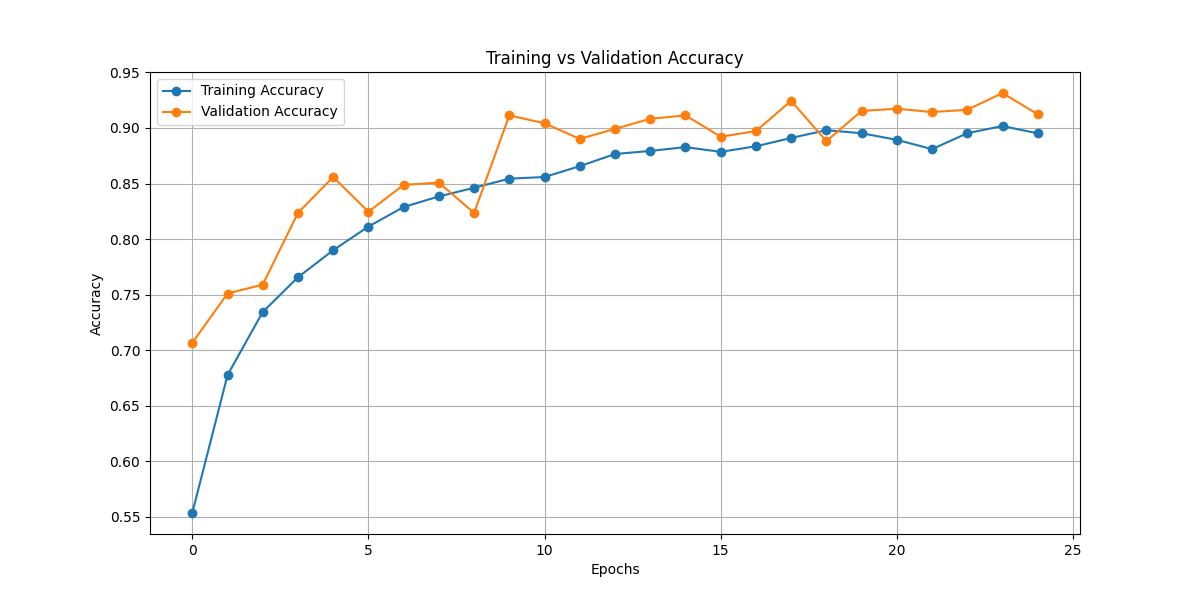 Training vs Validation Accuracy
Training Accuracy
Validation Accuracy
Accuracy
0.95
0.90
0.85
0.80
0.75
0.70
0.65
0.60
0.55
0 5 10 15 20 25
Epochs